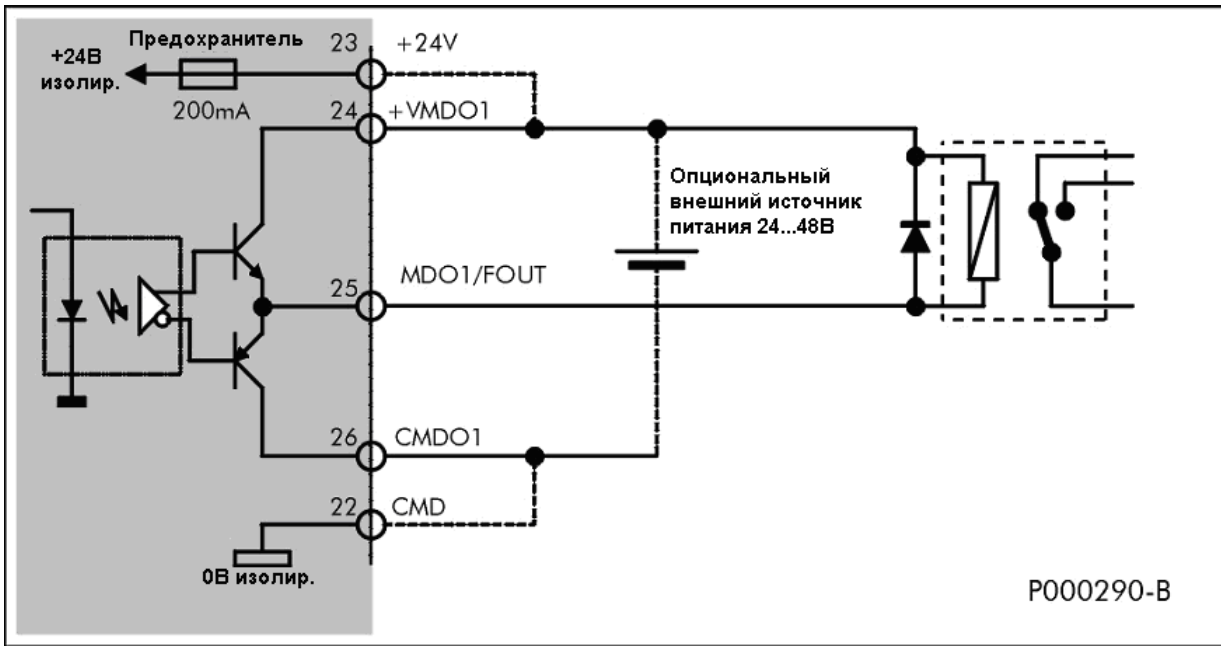 Предохранитель
23
+24V
+24В
изолир.
200mA
24
+VMDO1
Опциональный
внешний источник
питания 24...48В
25
MDO1/FOUT
26
CMDO1
22
CMD
0В изолир.
P000290-B